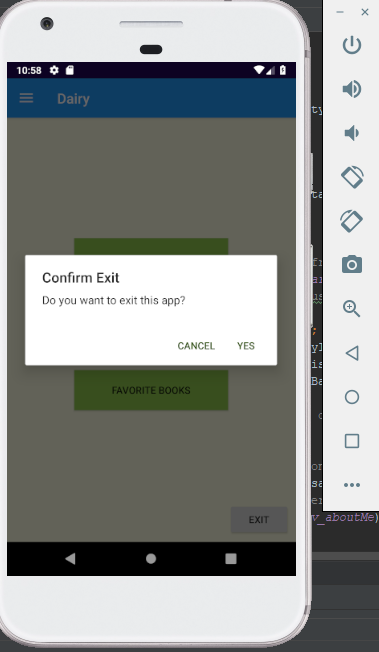 10:58
Dairy
Confirm Exit
Do you want to exit this app?
CANCEL YES
FAVORITE BOOKS
EXIT
v_aboutMe)